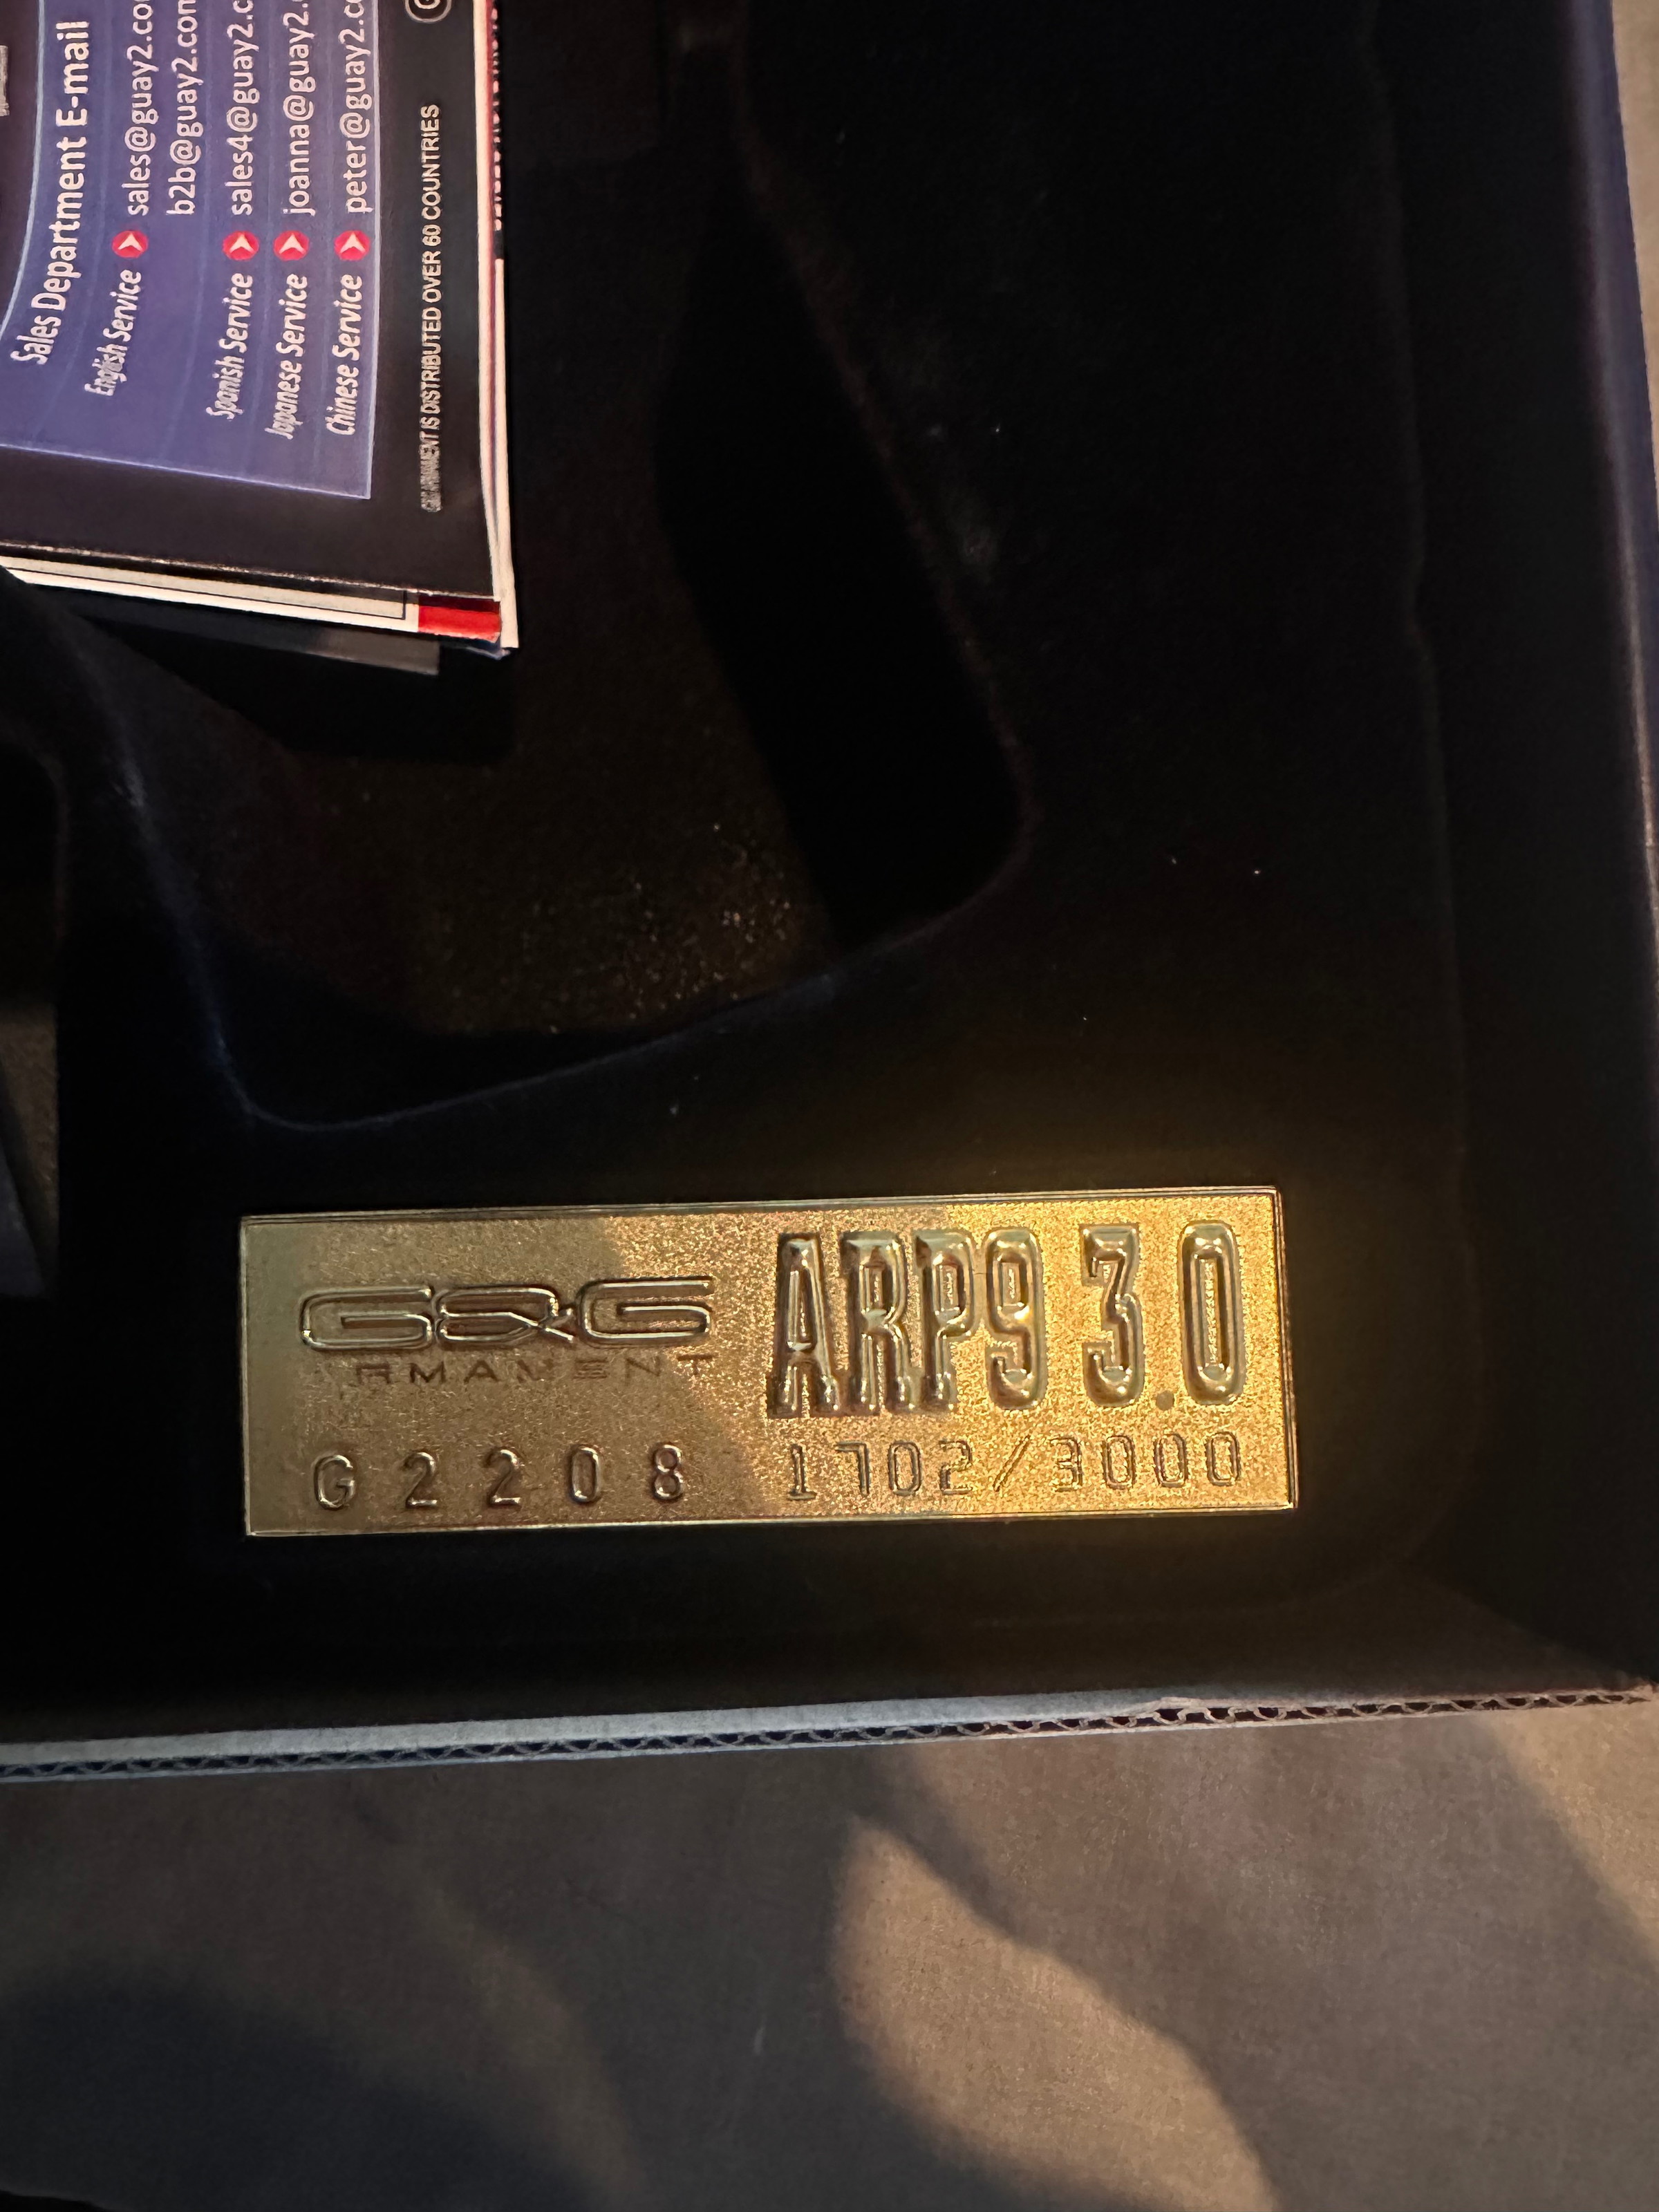 Sales Department E-mail
English Service sales@guay2.co
b2b@guay2.com
Spanish Service sales4@guay2.c
Japanese Service joanna@guay2.
Chinese Service peter@guay2.co
G&G ARMAMENT IS DISTRIBUTED OVER 60 COUNTRIES
G&G
ARMAMENT
ARP9 3.0
G2208 1702/3000